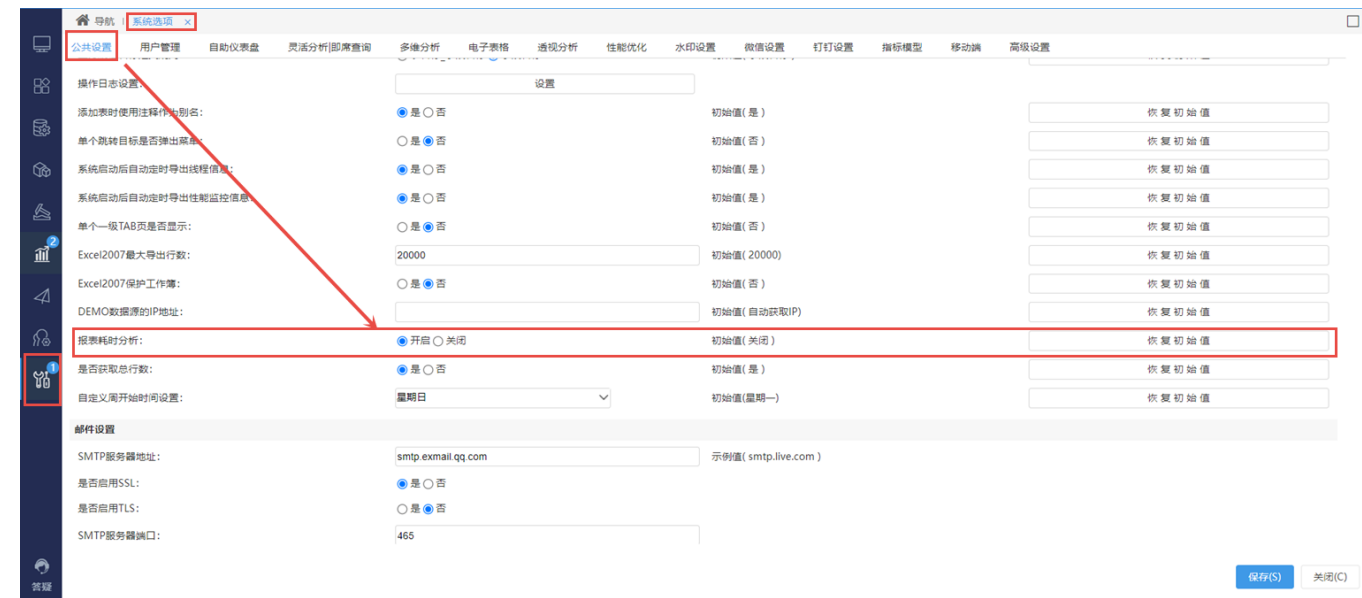 导航 系统选项 ×
公共设置 用户管理 自助仪表盘 灵活分析|即席查询 多维分析 电子表格 透视分析 性能优化 水印设置 微信设置 钉钉设置 指标模型 移动端 高级设置
操作日志设置: 设置
添加表时使用注释作为别名: 是 否 初始值( 是 ) 恢复初始值
单个跳转目标是否弹出菜单: 是 否 初始值( 否 ) 恢复初始值
系统启动后自动定时导出线程信息: 是 否 初始值( 是 ) 恢复初始值
系统启动后自动定时导出性能监控信息: 是 否 初始值( 是 ) 恢复初始值
单个一级TAB页是否显示: 是 否 初始值( 否 ) 恢复初始值
2
Excel2007最大导出行数: 20000 初始值( 20000) 恢复初始值
Excel2007保护工作簿: 是 否 初始值( 否 ) 恢复初始值
DEMO数据源的IP地址: 初始值( 自动获取IP) 恢复初始值
报表耗时分析: 开启 关闭 初始值( 关闭 ) 恢复初始值
1
是否获取总行数: 是 否 初始值( 是 ) 恢复初始值
自定义周开始时间设置: 星期日 初始值(星期一) 恢复初始值
邮件设置
SMTP服务器地址: smtp.exmail.qq.com 示例值( smtp.live.com )
是否启用SSL: 是 否
是否启用TLS: 是 否
SMTP服务器端口: 465
答疑
保存(S) 关闭(C)